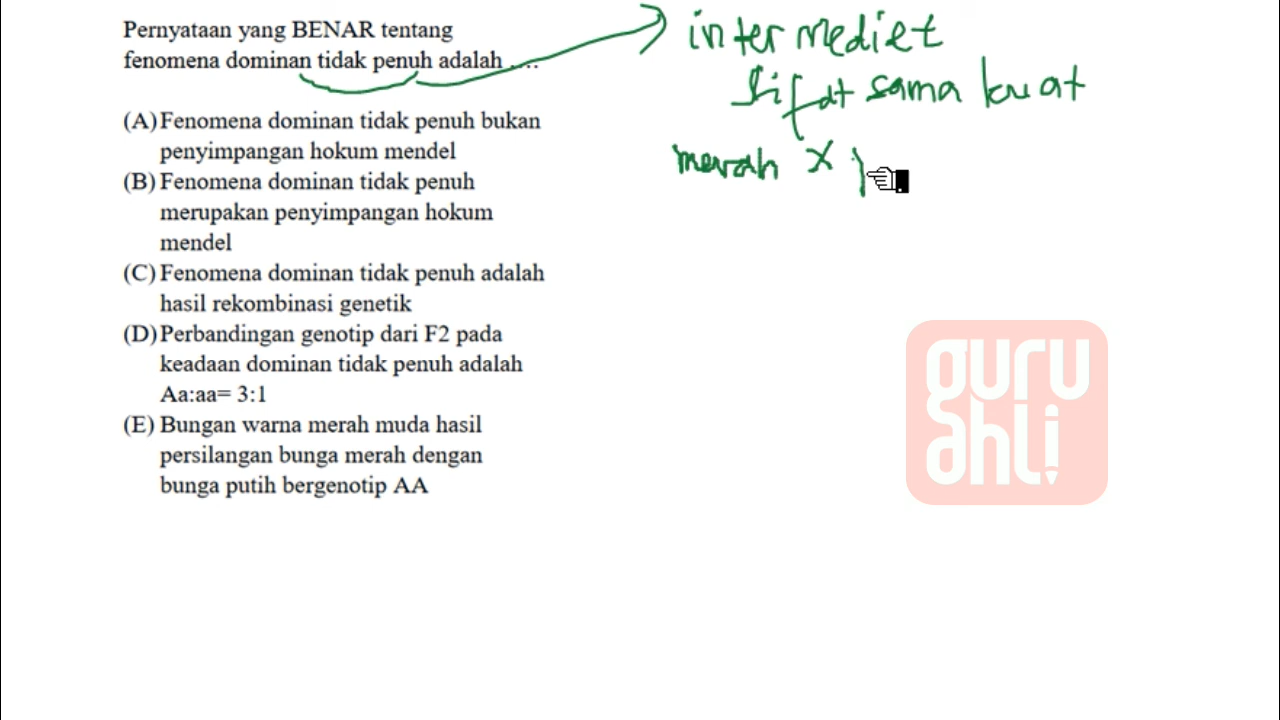 Pernyataan yang BENAR tentang
fenomena dominan tidak penuh adalah ....
(A) Fenomena dominan tidak penuh bukan
penyimpangan hokum mendel
(B) Fenomena dominan tidak penuh
merupakan penyimpangan hokum
mendel
(C) Fenomena dominan tidak penuh adalah
hasil rekombinasi genetik
(D) Perbandingan genotip dari F2 pada
keadaan dominan tidak penuh adalah
Aa:aa= 3:1
(E) Bungan warna merah muda hasil
persilangan bunga merah dengan
bunga putih bergenotip AA
intermediet
Sifat sama kuat
merah X
guru
ahli